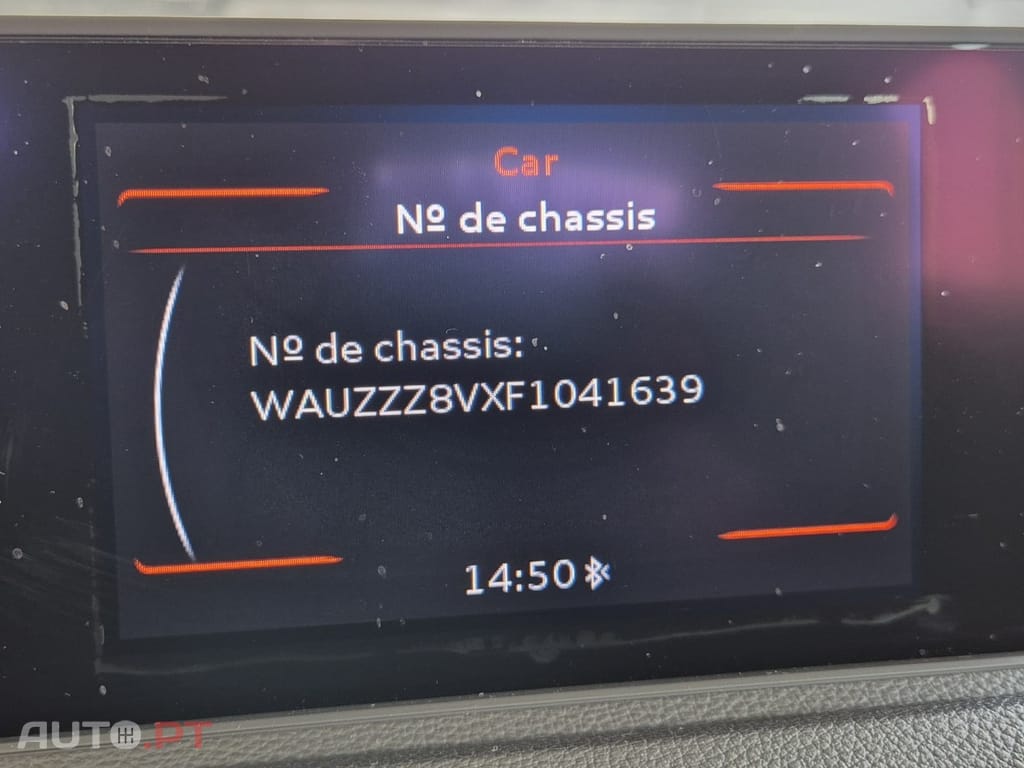 Car
Nº de chassis
Nº de chassis:
WAUZZZ8VXF1041639
14:50
AUTO.PT